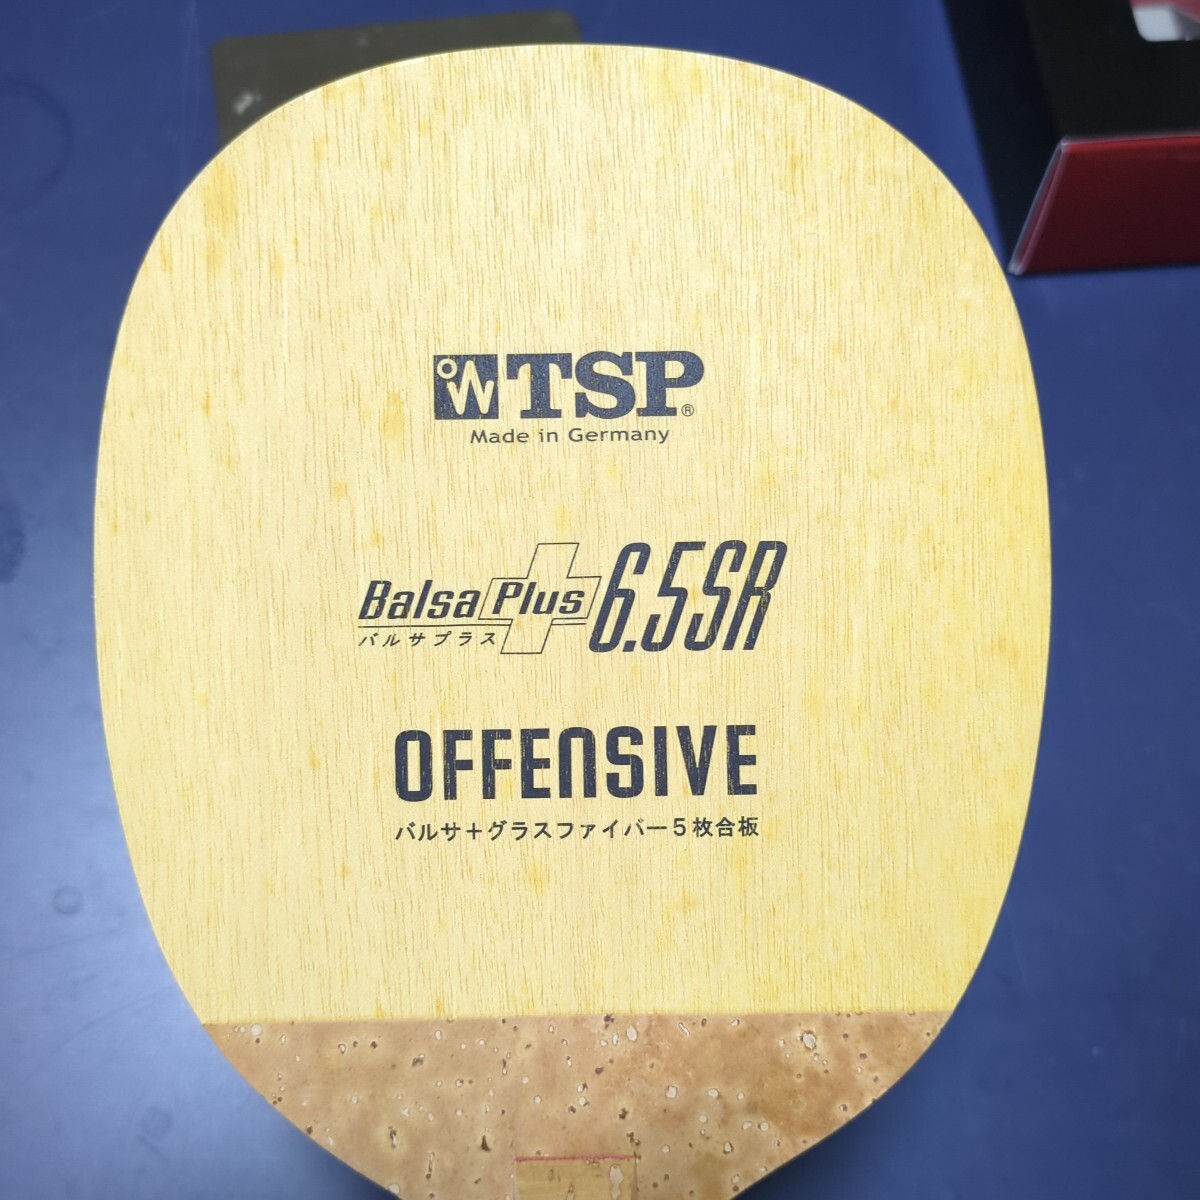 TSP®
Made in Germany
Balsa Plus 6.5SR
バルサプラス
OFFENSIVE
バルサ+グラスファイバー5枚合板